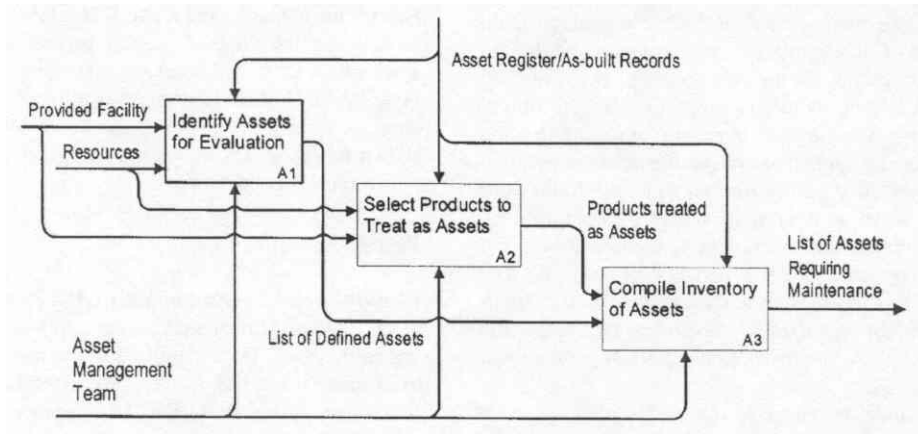 Asset Register/As-built Records
Provided Facility
Identify Assets
for Evaluation
Resources
A1
Select Products to
Treat as Assets
A2
Products treated
as Assets
List of Assets
Requiring
Maintenance
Compile Inventory
of Assets
A3
List of Defined Assets
Asset
Management
Team